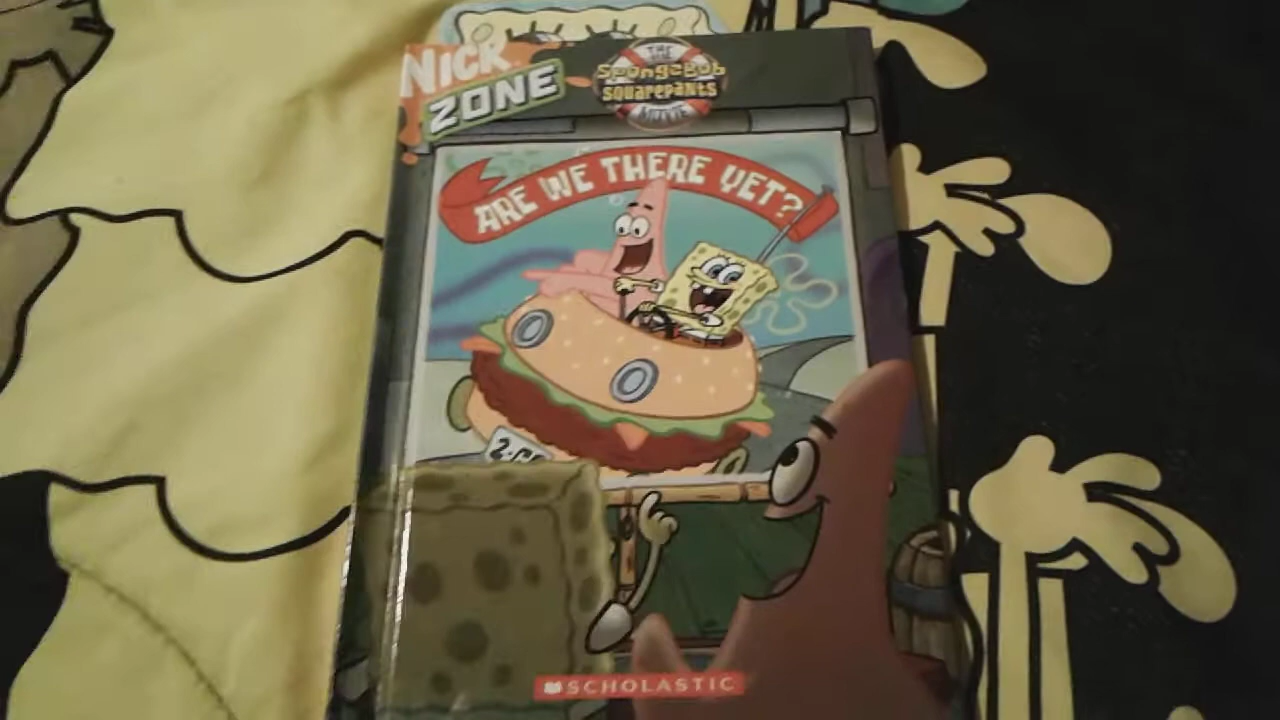 NICK
ZONE
THE
SPONGEBOB
SQUAREPANTS
MOVIE
ARE WE THERE YET?
SCHOLASTIC